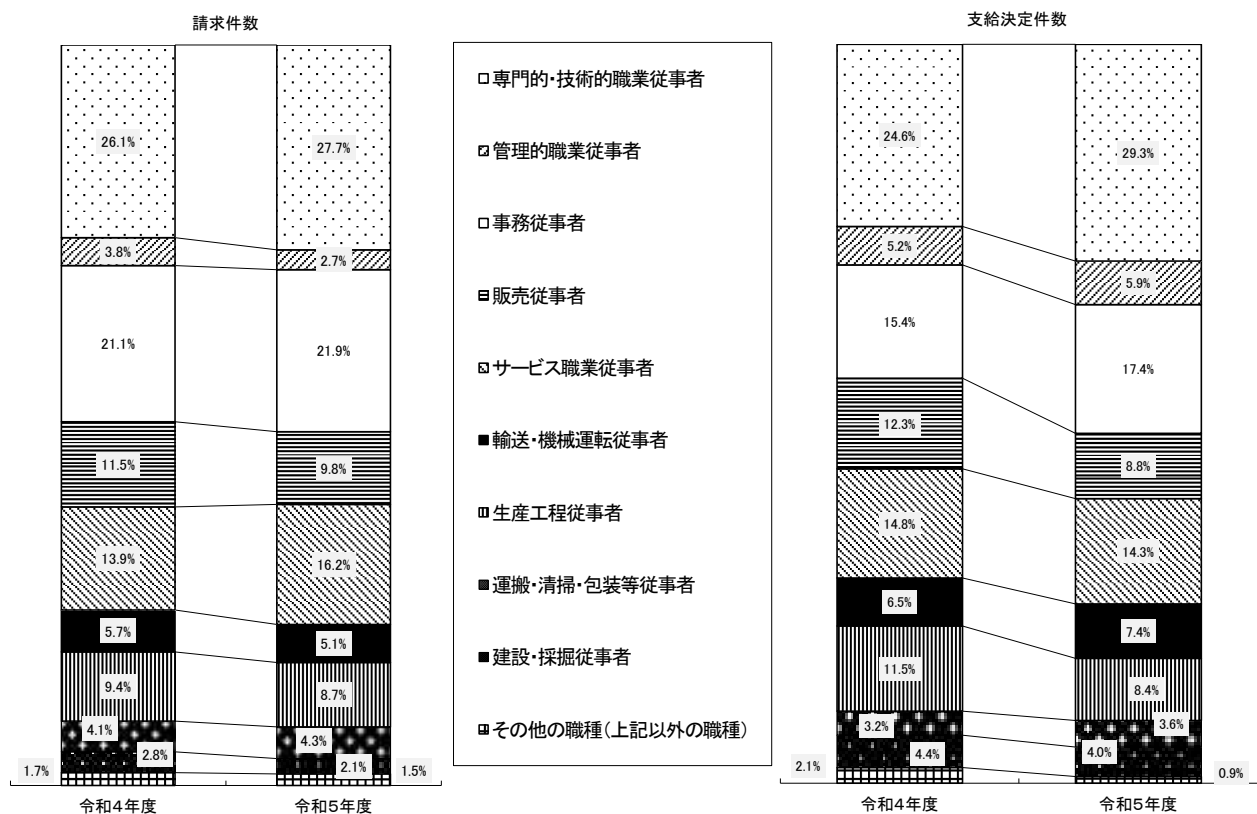 請求件数
26.1%
27.7%
3.8%
2.7%
21.1%
21.9%
11.5%
9.8%
13.9%
16.2%
5.7%
5.1%
9.4%
8.7%
4.1%
4.3%
2.8%
2.1%
1.7%
1.5%
令和4年度
令和5年度
専門的・技術的職業従事者
管理的職業従事者
事務従事者
販売従事者
サービス職業従事者
輸送・機械運転従事者
生産工程従事者
運搬・清掃・包装等従事者
建設・採掘従事者
その他の職種(上記以外の職種)
支給決定件数
24.6%
29.3%
5.2%
5.9%
15.4%
17.4%
12.3%
8.8%
14.8%
14.3%
6.5%
7.4%
11.5%
8.4%
3.2%
3.6%
4.4%
4.0%
2.1%
0.9%
令和4年度
令和5年度